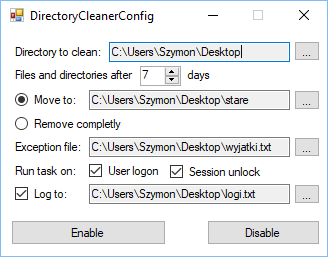 DirectoryCleanerConfig
Directory to clean: C:\Users\Szymon\Desktop ...
Files and directories after 7 days
Move to: C:\Users\Szymon\Desktop\stare ...
Remove completly
Exception file: C:\Users\Szymon\Desktop\wyjatki.txt ...
Run task on: User logon Session unlock
Log to: C:\Users\Szymon\Desktop\logi.txt ...
Enable Disable